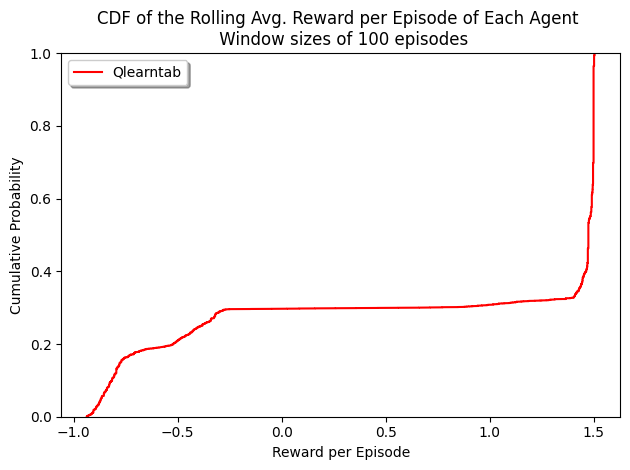 CDF of the Rolling Avg. Reward per Episode of Each Agent
Window sizes of 100 episodes
Qlearntab
1.0
0.8
0.6
0.4
0.2
0.0
Cumulative Probability
−1.0 −0.5 0.0 0.5 1.0 1.5
Reward per Episode